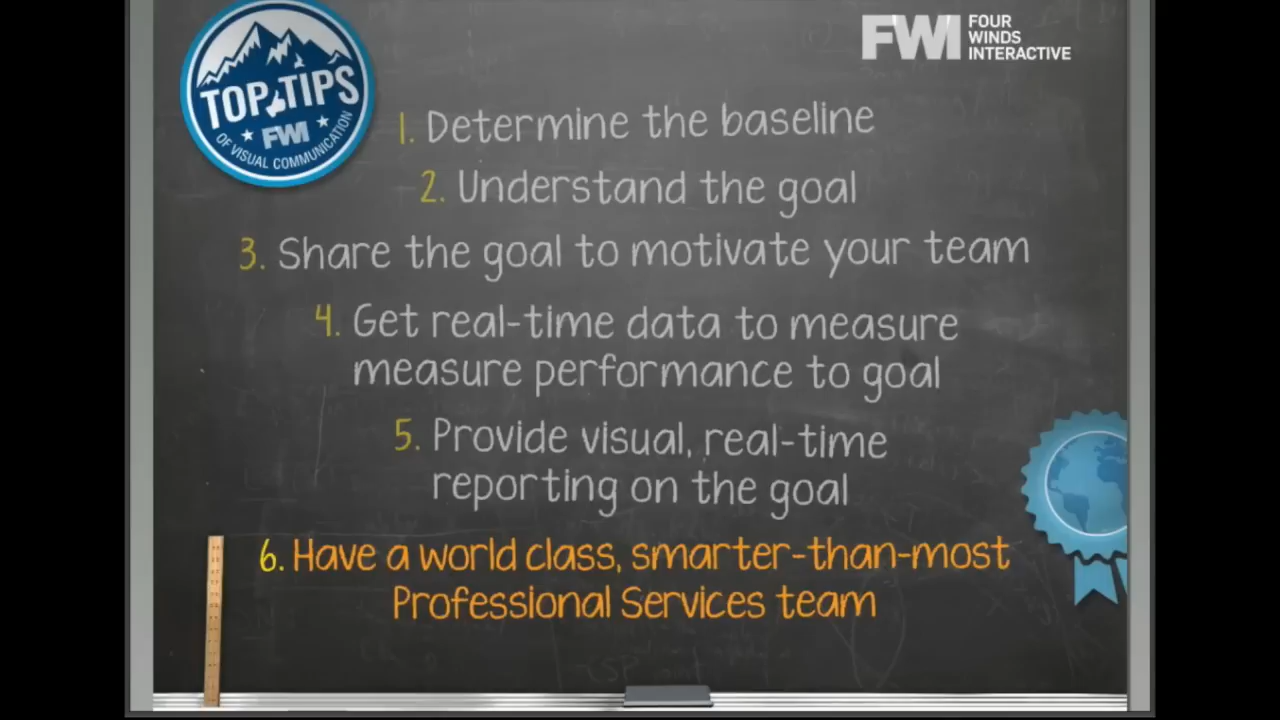 TOP TIPS
FWI
OF VISUAL COMMUNICATION
FWI FOUR
WINDS
INTERACTIVE
1. Determine the baseline
2. Understand the goal
3. Share the goal to motivate your team
4. Get real-time data to measure
measure performance to goal
5. Provide visual, real-time
reporting on the goal
6. Have a world class, smarter-than-most
Professional Services team